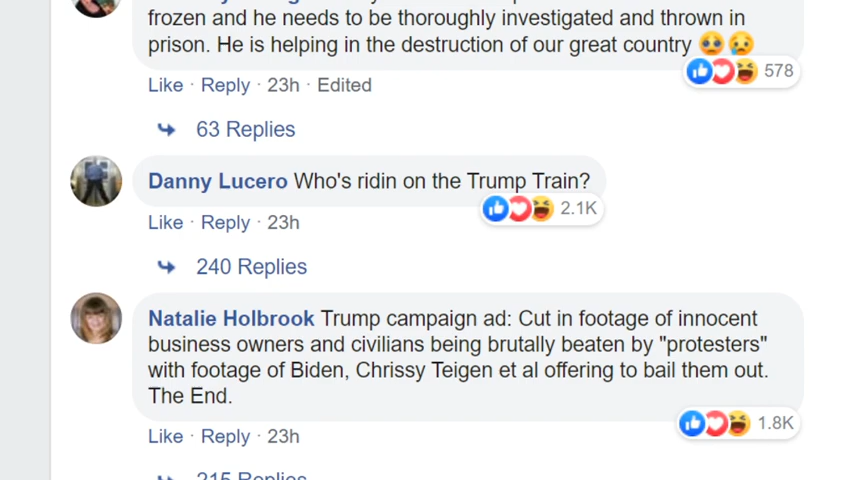 frozen and he needs to be thoroughly investigated and thrown in
prison. He is helping in the destruction of our great country 🥺😢
578
Like · Reply · 23h · Edited
63 Replies
Danny Lucero Who's ridin on the Trump Train?
2.1K
Like · Reply · 23h
240 Replies
Natalie Holbrook Trump campaign ad: Cut in footage of innocent
business owners and civilians being brutally beaten by "protesters"
with footage of Biden, Chrissy Teigen et al offering to bail them out.
The End.
1.8K
Like · Reply · 23h
215 Replies